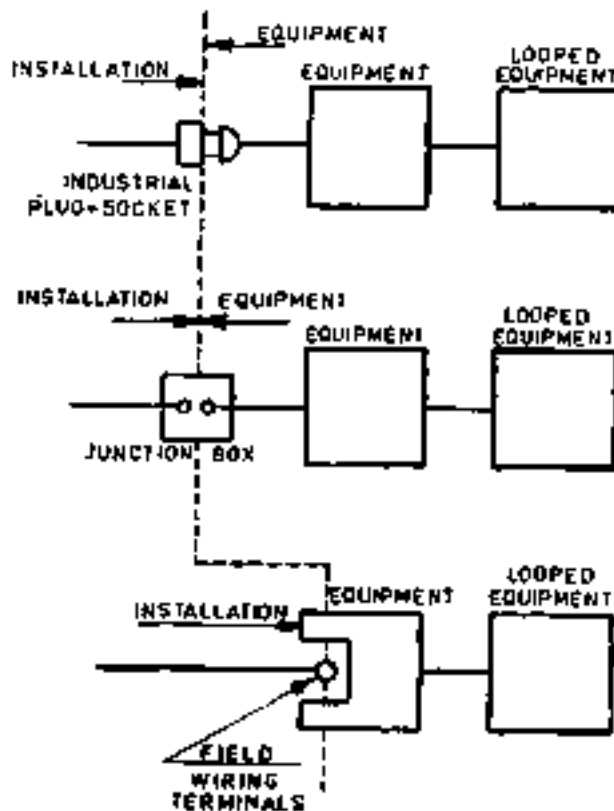 EQUIPMENT
INSTALLATION
EQUIPMENT
LOOPED
EQUIPMENT
INDUSTRIAL
PLUG+SOCKET
INSTALLATION
EQUIPMENT
EQUIPMENT
LOOPED
EQUIPMENT
JUNCTION BOX
INSTALLATION
EQUIPMENT
LOOPED
EQUIPMENT
FIELD
WIRING
TERMINALS